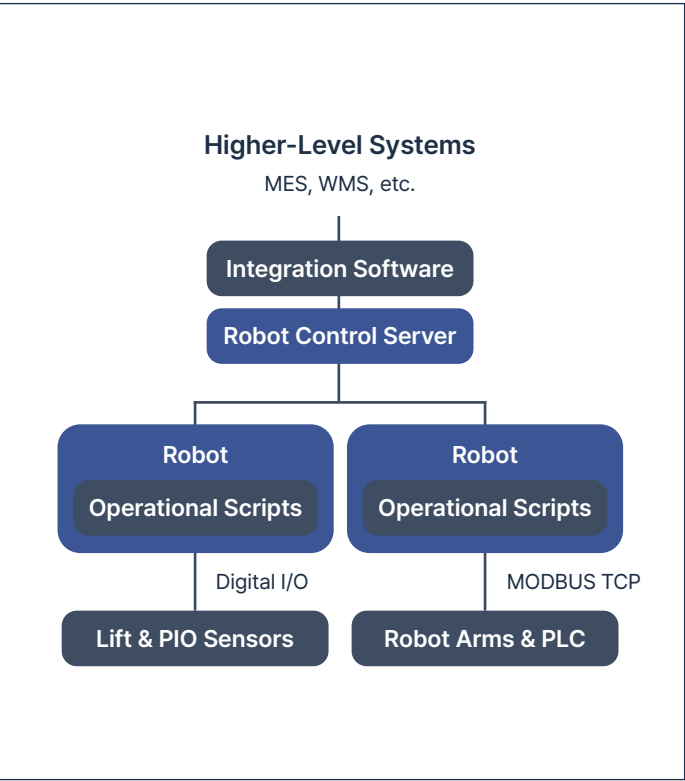 Higher-Level Systems
MES, WMS, etc.
Integration Software
Robot Control Server
Robot
Operational Scripts
Robot
Operational Scripts
Digital I/O
MODBUS TCP
Lift & PIO Sensors
Robot Arms & PLC